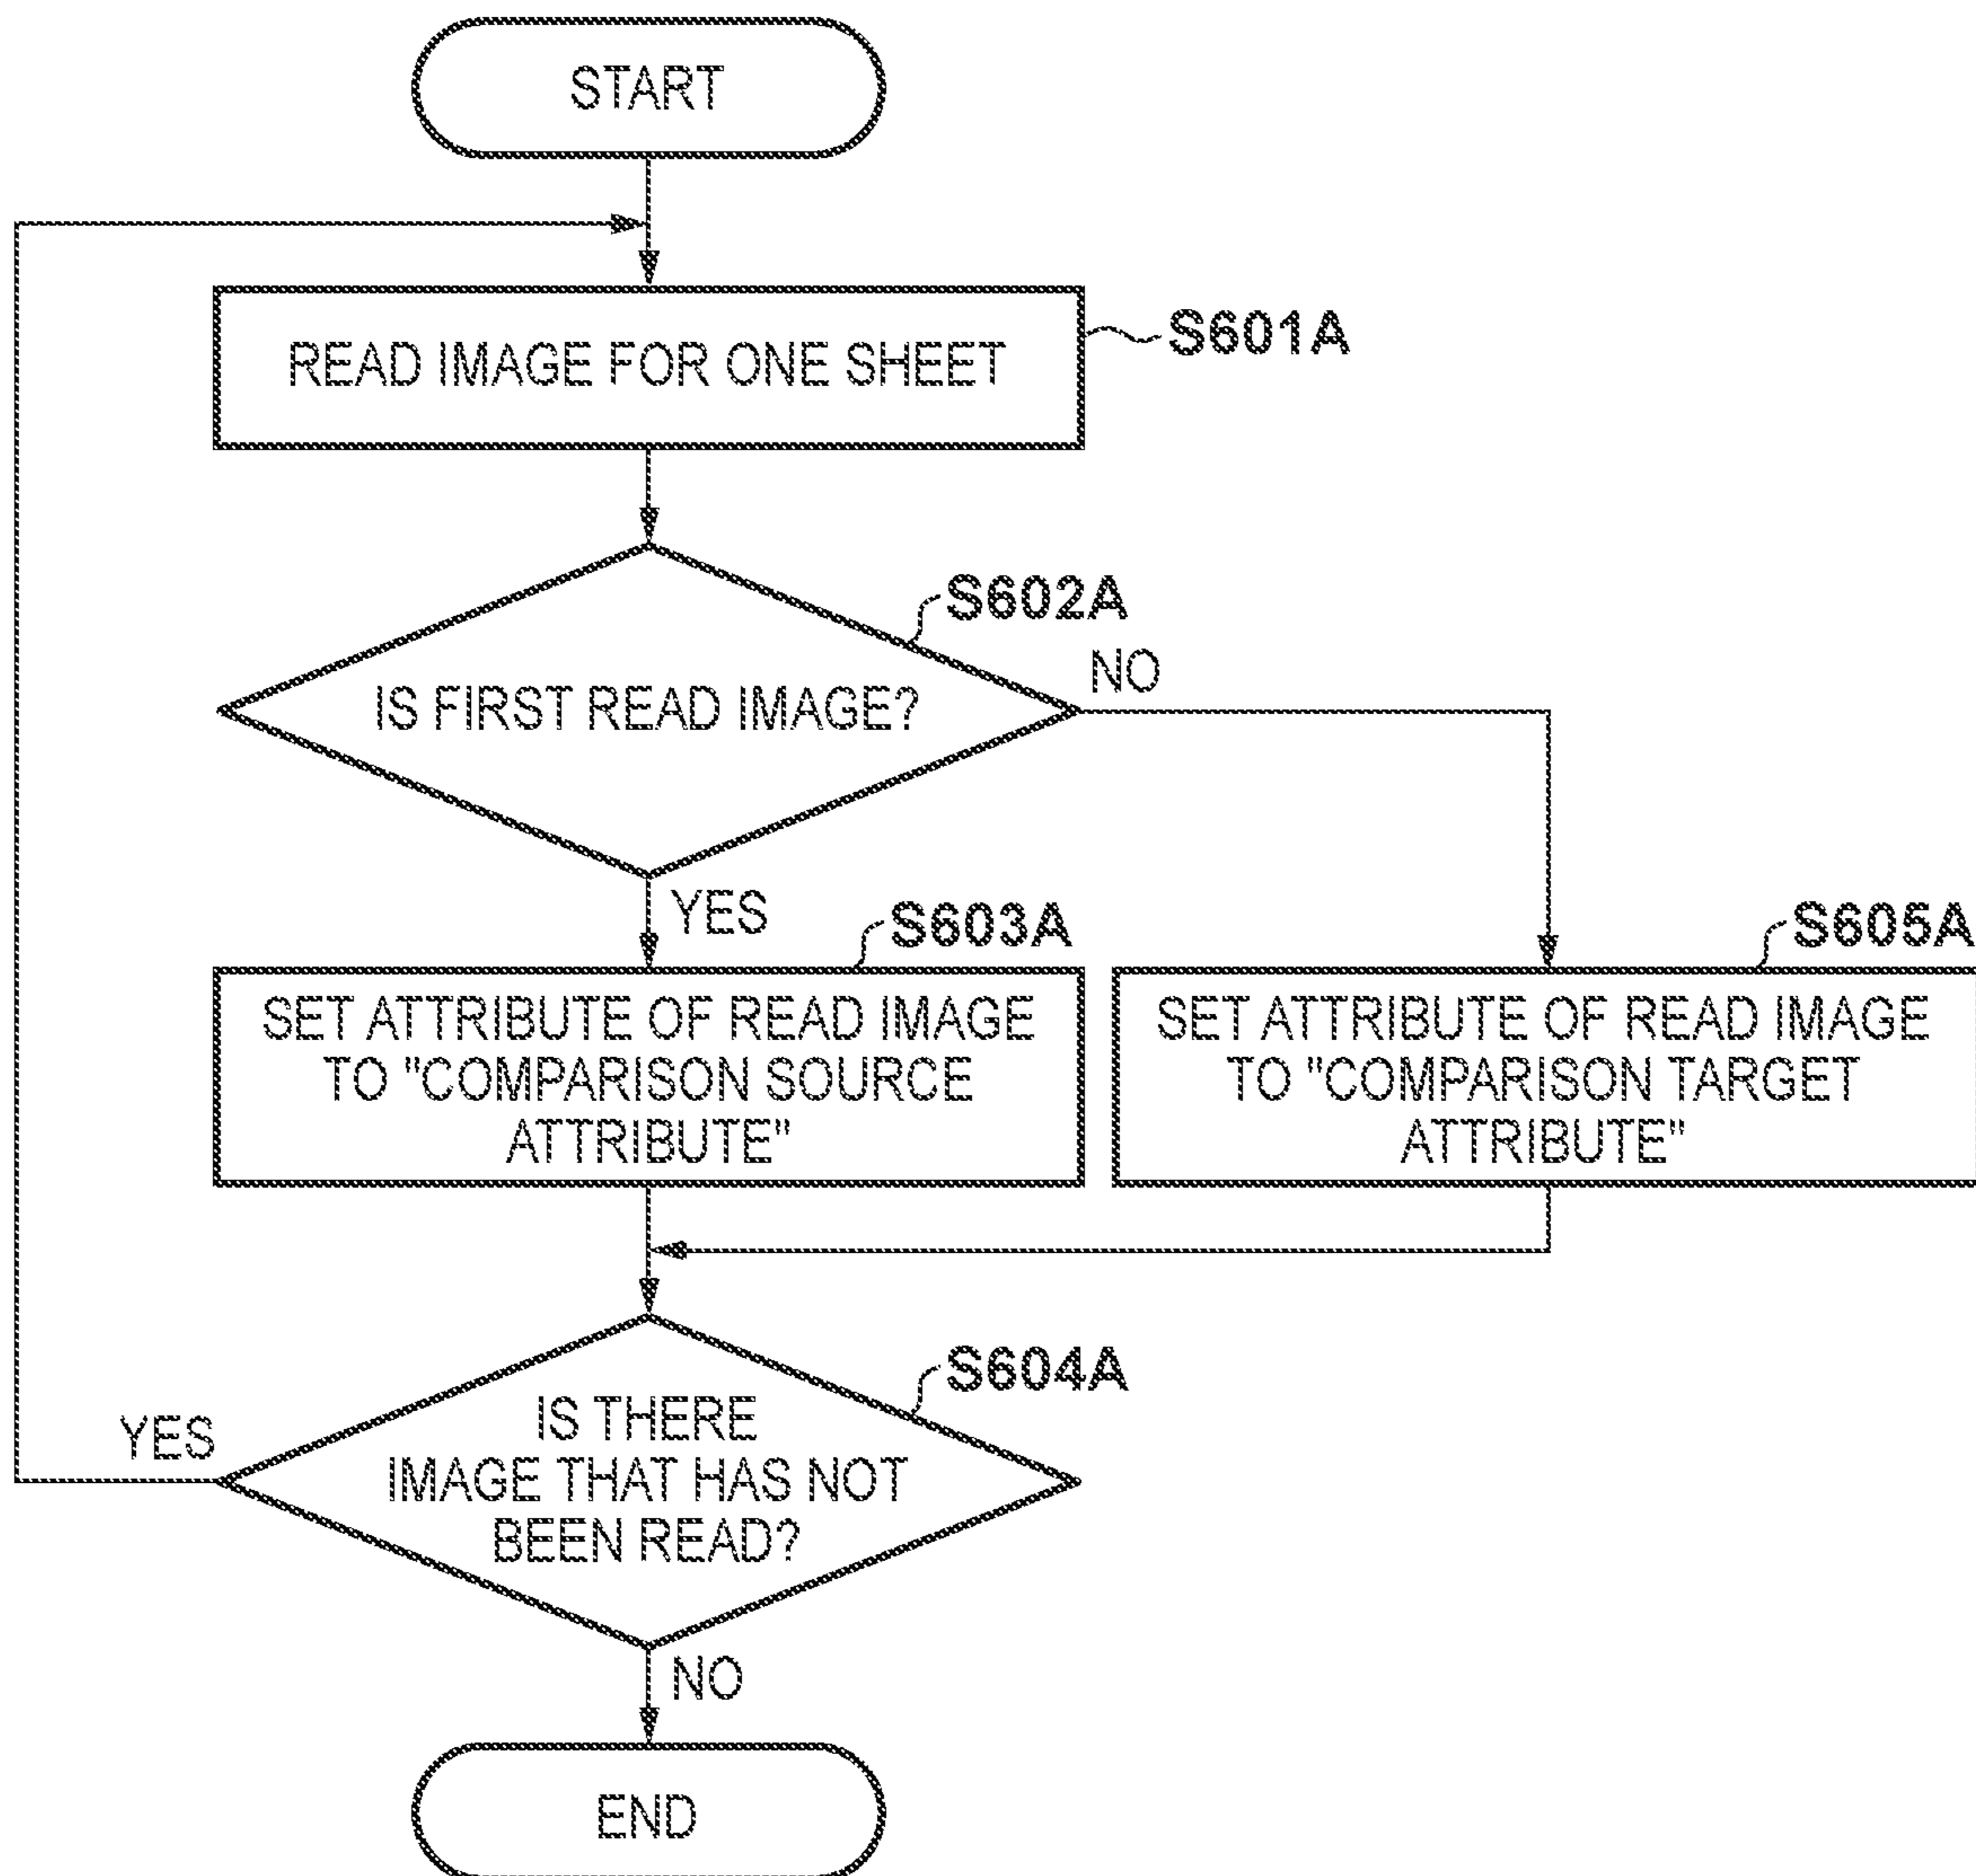 START
READ IMAGE FOR ONE SHEET
S601A
S602A
IS FIRST READ IMAGE?
NO
YES
S603A
SET ATTRIBUTE OF READ IMAGE
TO "COMPARISON SOURCE
ATTRIBUTE"
S605A
SET ATTRIBUTE OF READ IMAGE
TO "COMPARISON TARGET
ATTRIBUTE"
S604A
IS THERE
IMAGE THAT HAS NOT
BEEN READ?
YES
NO
END